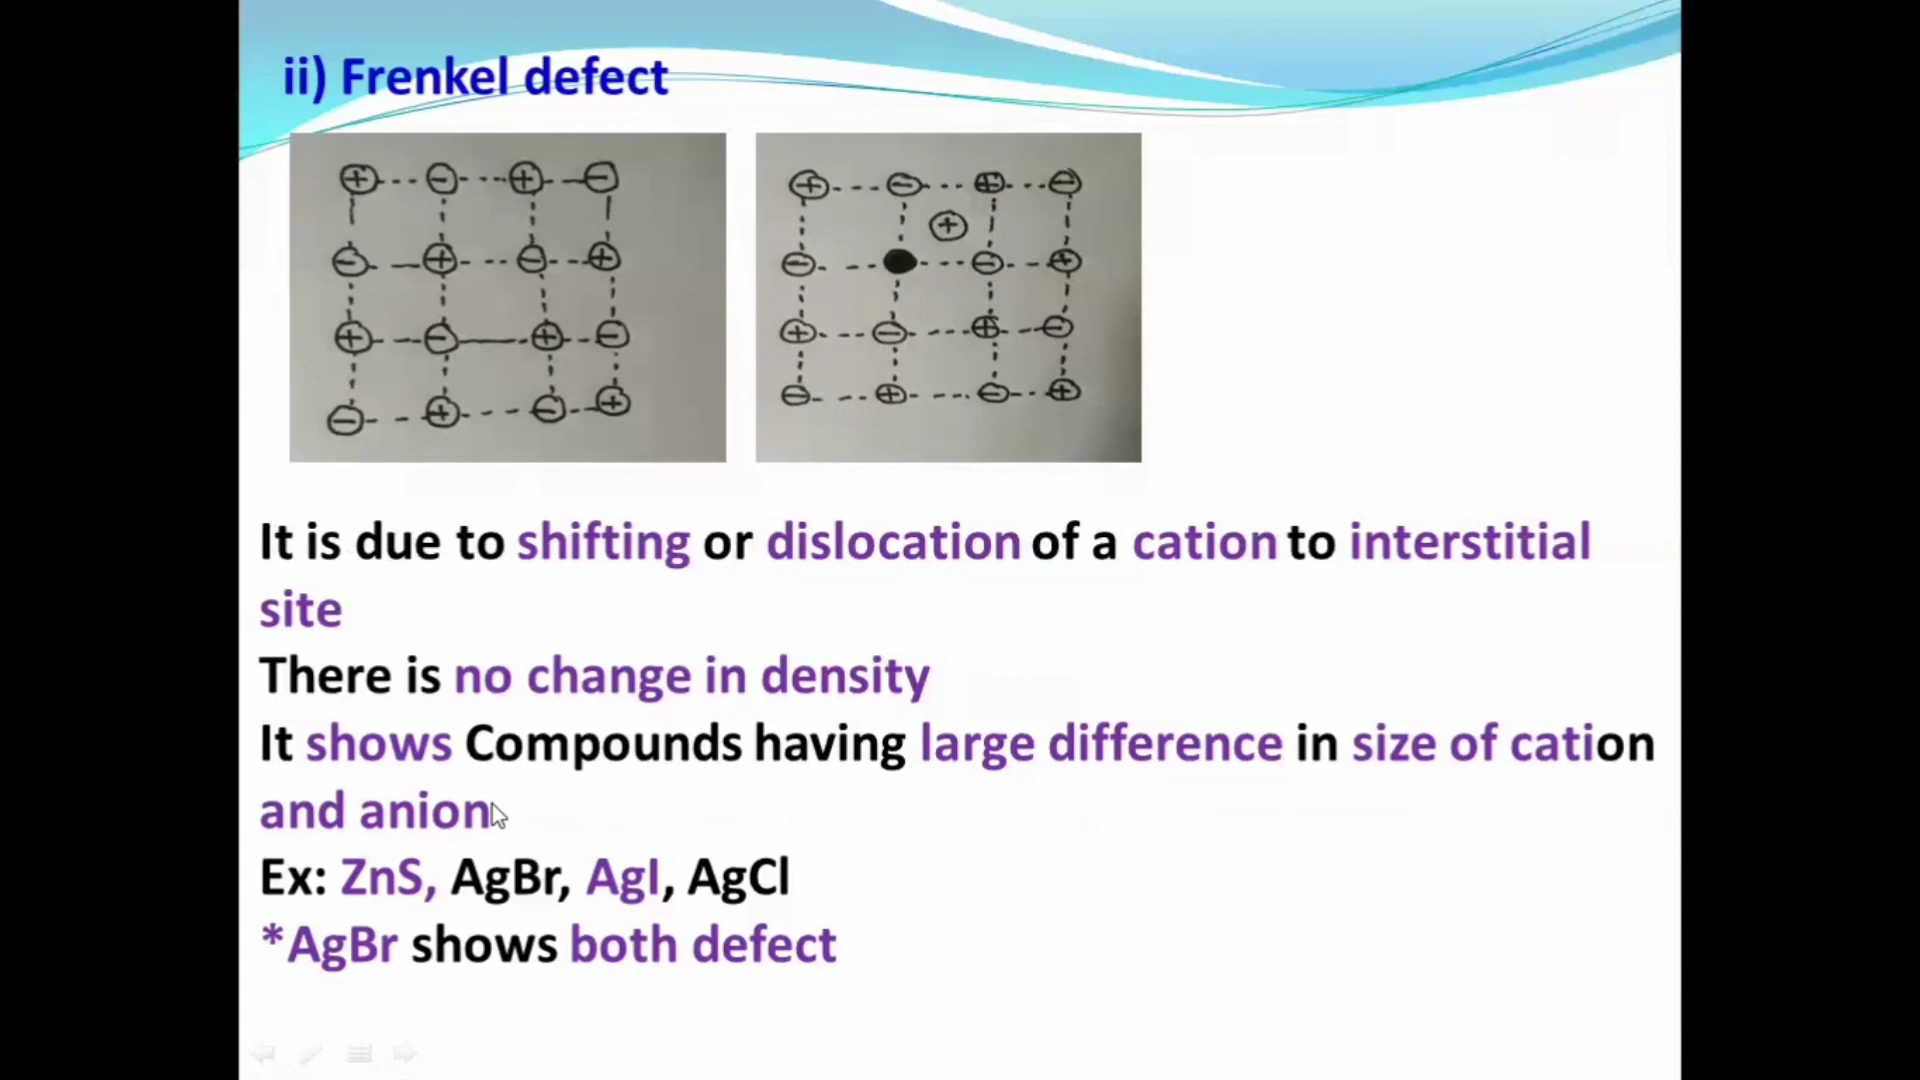 ii) Frenkel defect
It is due to shifting or dislocation of a cation to interstitial
site
There is no change in density
It shows Compounds having large difference in size of cation
and anion
Ex: ZnS, AgBr, AgI, AgCl
*AgBr shows both defect